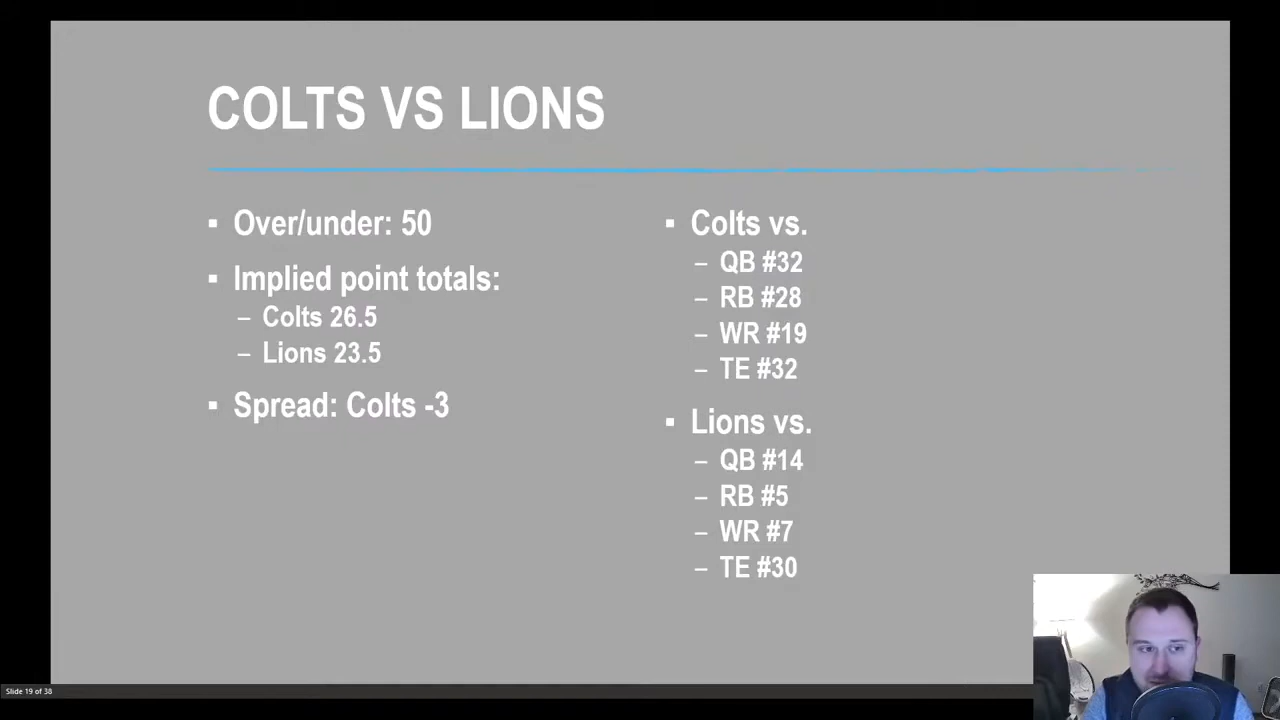 COLTS VS LIONS
▪ Over/under: 50
▪ Implied point totals:
– Colts 26.5
– Lions 23.5
▪ Spread: Colts -3
▪ Colts vs.
– QB #32
– RB #28
– WR #19
– TE #32
▪ Lions vs.
– QB #14
– RB #5
– WR #7
– TE #30
Slide 19 of 38